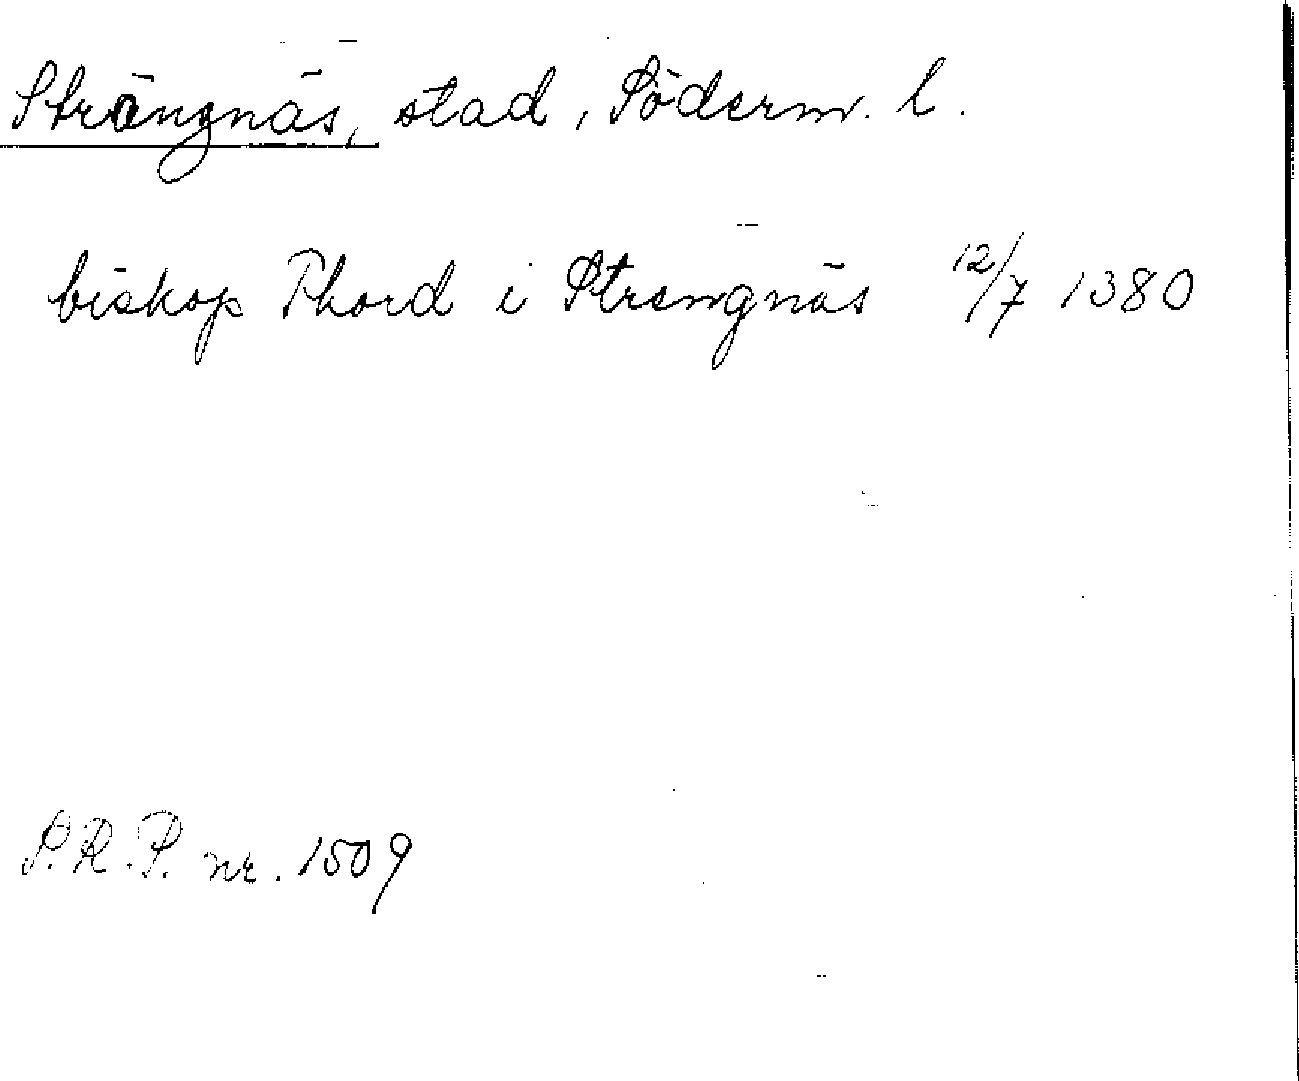 Strängnäs, stad, Söderm. l.
biskop Thord i Strengnäs 12/7 1380
S.R.P. nr. 1509